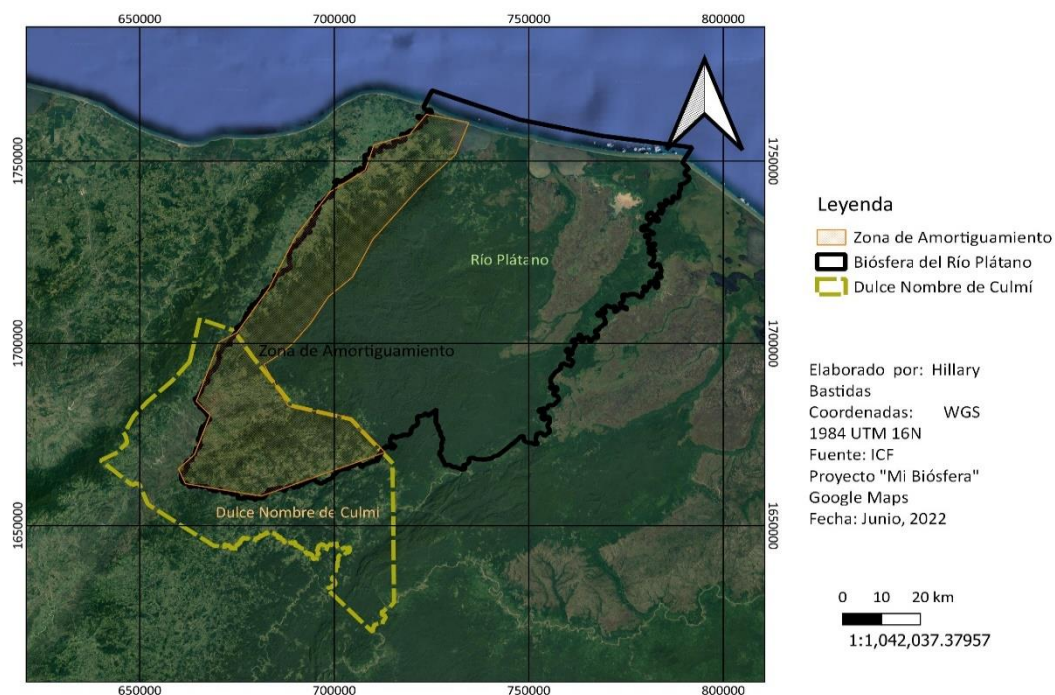 650000 700000 750000 800000
1750000 1750000
Río Plátano
1700000 1700000
Zona de Amortiguamiento
1650000 1650000
Dulce Nombre de Culmí
650000 700000 750000 800000
Leyenda
Zona de Amortiguamiento
Biósfera del Río Plátano
Dulce Nombre de Culmí
Elaborado por: Hillary
Bastidas
Coordenadas: WGS
1984 UTM 16N
Fuente: ICF
Proyecto "Mi Biósfera"
Google Maps
Fecha: Junio, 2022
0 10 20 km
1:1,042,037.37957